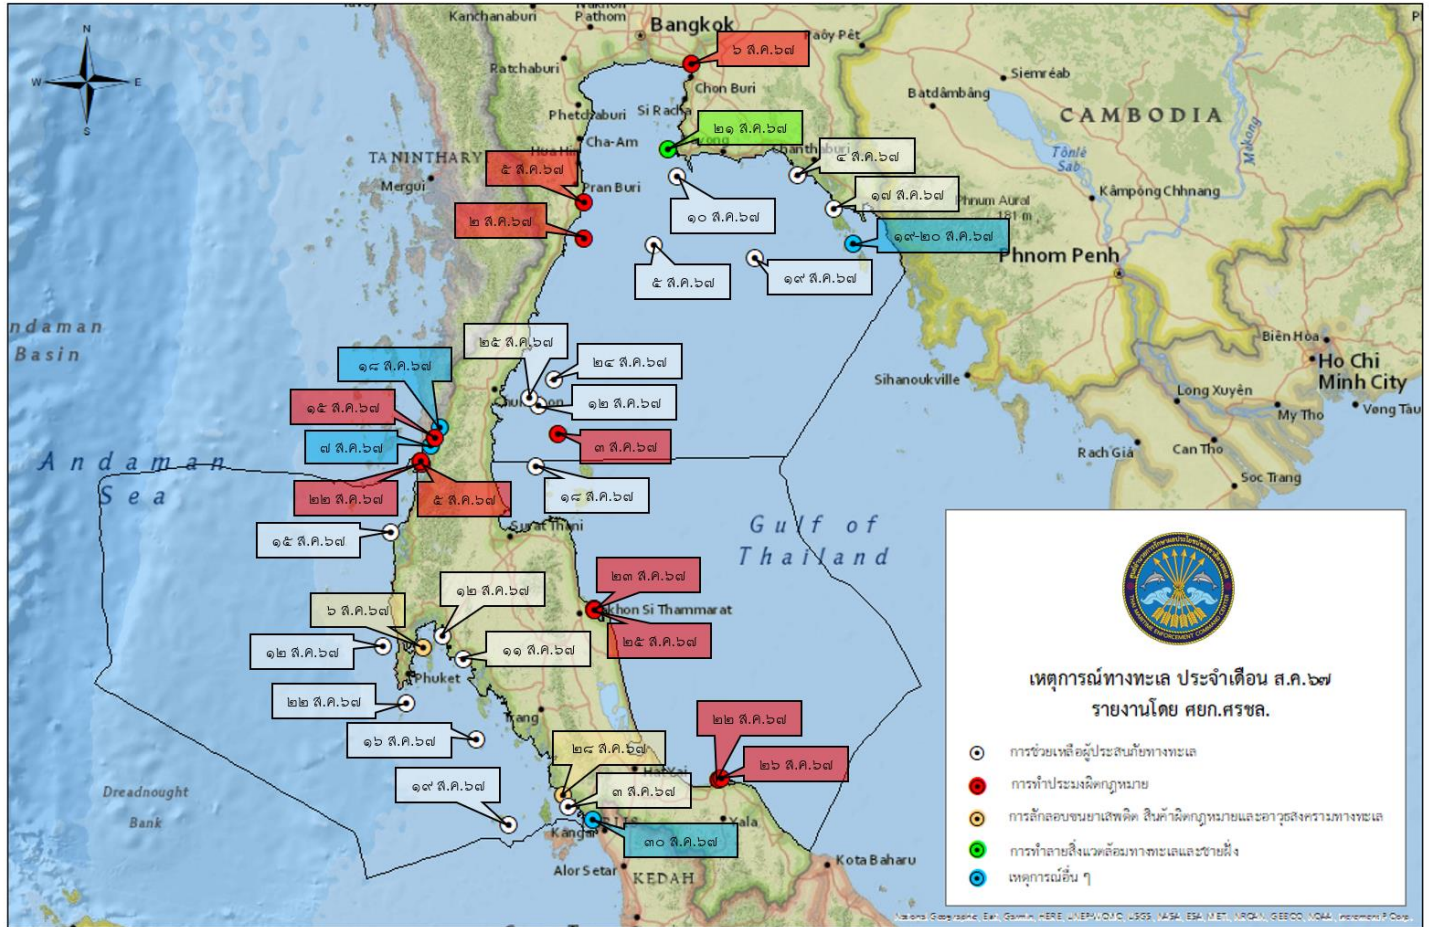 Kanchanaburi
Pathom
Bangkok
Paôy Pêt
๖ ส.ค.๖๗
Ratchaburi
Siemréab
Chon Buri
Batdâmbâng
Phetchaburi
Si Racha
CAMBODIA
Mekong
๒๑ ส.ค.๖๗
Cha-Am
Tônlé
Sab
TANINTHARY
๔ ส.ค.๖๗
Mergui
๕ ส.ค.๖๗
Pran Buri
Kâmpóng Chhnang
๑๗ ส.ค.๖๗
Phnum Aural
๒ ส.ค.๖๗
๑๐ ส.ค.๖๗
๑๙-๒๐ ส.ค.๖๗
Phnom Penh
๕ ส.ค.๖๗
๑๙ ส.ค.๖๗
ndaman
Basin
๒๕ ส.ค.๖๗
Biên Hòa
Ho Chi
Minh City
๑๘ ส.ค.๖๗
๒๔ ส.ค.๖๗
Sihanoukville
Long Xuyên
๑๕ ส.ค.๖๗
๑๒ ส.ค.๖๗
My Tho
Vøng Tàu
๗ ส.ค.๖๗
๓ ส.ค.๖๗
Rach Giá
Can Tho
Andaman
Sea
Soc Trang
๒๒ ส.ค.๖๗
๕ ส.ค.๖๗
๑๘ ส.ค.๖๗
๑๕ ส.ค.๖๗
Surat Thani
Gulf of
Thailand
๒๓ ส.ค.๖๗
๑๒ ส.ค.๖๗
๖ ส.ค.๖๗
khon Si Thammarat
๑๒ ส.ค.๖๗
๑๑ ส.ค.๖๗
๒๕ ส.ค.๖๗
Phuket
๒๒ ส.ค.๖๗
Trang
๒๒ ส.ค.๖๗
๑๖ ส.ค.๖๗
๒๘ ส.ค.๖๗
๒๖ ส.ค.๖๗
Dreadnought
Bank
๑๙ ส.ค.๖๗
๓ ส.ค.๖๗
Kangar
Yala
๓๐ ส.ค.๖๗
Alor Setar
KEDAH
Kota Baharu
N
W
E
S
THAI MARITIME ENFORCEMENT COMMAND CENTER
เหตุการณ์ทางทะเล ประจำเดือน ส.ค.๖๗
รายงานโดย ศยก.ศรชล.
การช่วยเหลือผู้ประสบภัยทางทะเล
การทำประมงผิดกฎหมาย
การลักลอบขนยาเสพติด สินค้าผิดกฎหมายและอาวุธสงครามทางทะเล
การทำลายสิ่งแวดล้อมทางทะเลและชายฝั่ง
เหตุการณ์อื่น ๆ